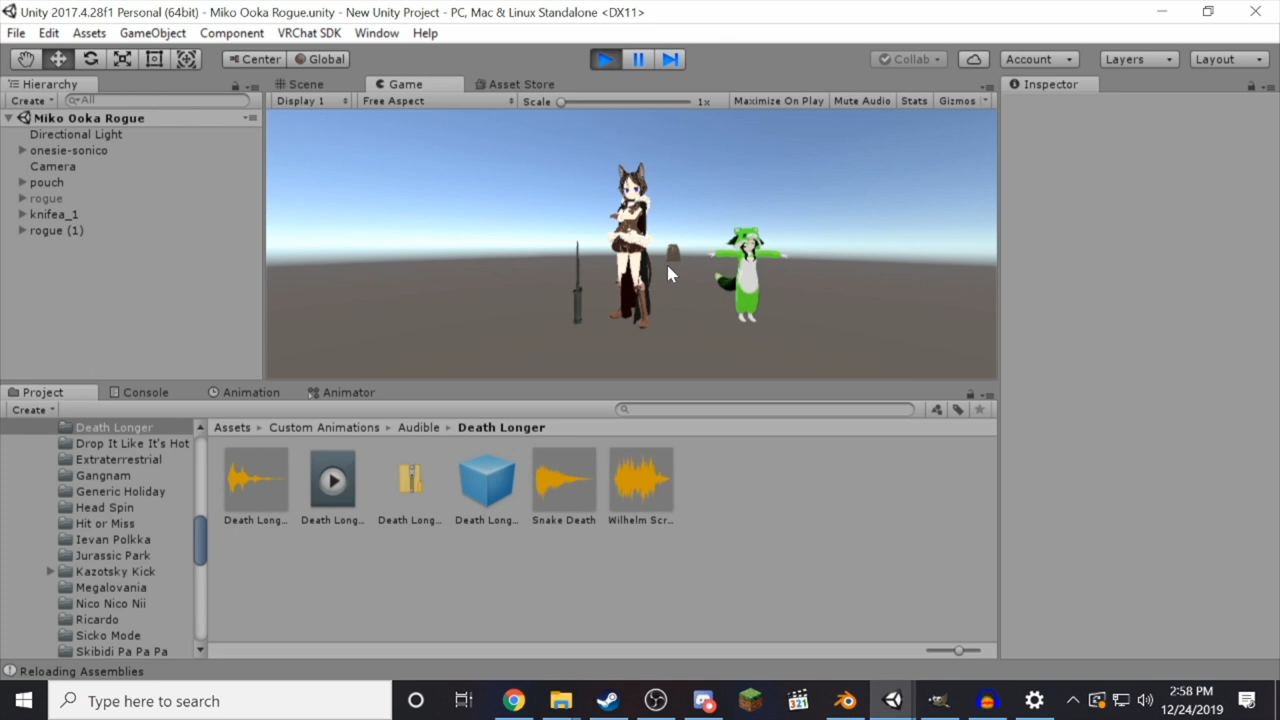 Unity 2017.4.28f1 Personal (64bit) - Miko Ooka Rogue.unity - New Unity Project - PC, Mac & Linux Standalone <DX11>
File Edit Assets GameObject Component VRChat SDK Window Help
Center Global Collab Account Layers Layout
Hierarchy Scene Game Asset Store Inspector
Create All Display 1 Free Aspect Scale 1x Maximize On Play Mute Audio Stats Gizmos
Miko Ooka Rogue
Directional Light
onesie-sonico
Camera
pouch
rogue
knifea_1
rogue (1)
Project Console Animation Animator
Create
Assets Custom Animations Audible Death Longer
Death Longer
Drop It Like It's Hot
Extraterrestrial
Gangnam
Generic Holiday
Head Spin
Hit or Miss
Ievan Polkka
Jurassic Park
Kazotsky Kick
Megalovania
Nico Nico Nii
Ricardo
Sicko Mode
Skibidi Pa Pa Pa
Death Long... Death Long... Death Long... Death Long... Snake Death Wilhelm Scr...
Reloading Assemblies
Type here to search
321
2:58 PM
12/24/2019